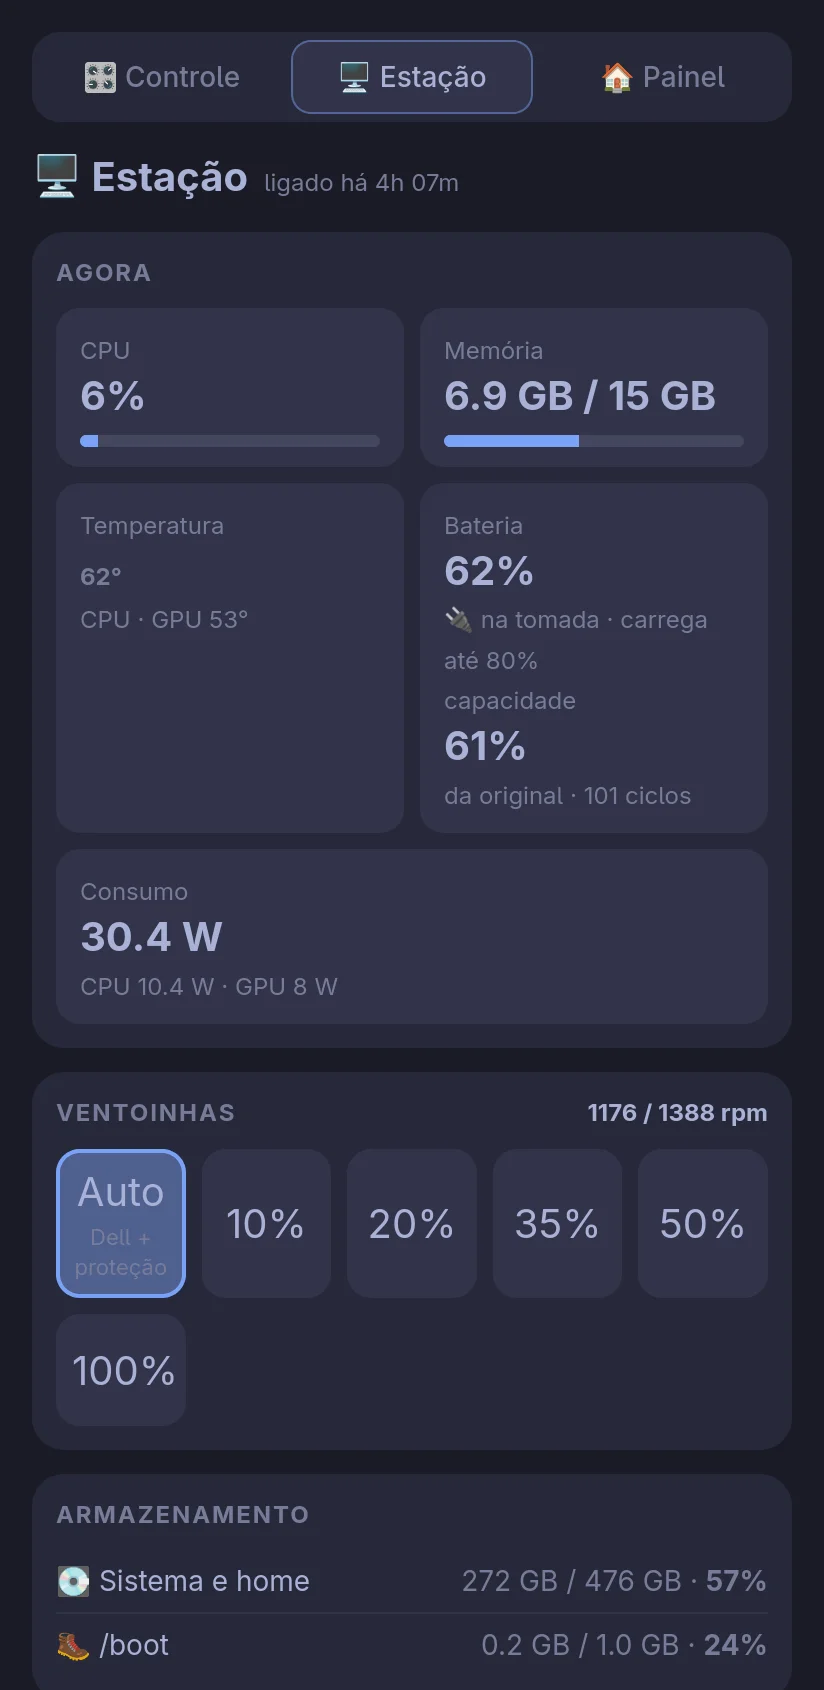 Controle
Estação
Painel
Estação ligado há 4h 07m
AGORA
CPU
6%
Memória
6.9 GB / 15 GB
Temperatura
62°
CPU · GPU 53°
Bateria
62%
na tomada · carrega
até 80%
capacidade
61%
da original · 101 ciclos
Consumo
30.4 W
CPU 10.4 W · GPU 8 W
VENTOINHAS
1176 / 1388 rpm
Auto
Dell +
proteção
10%
20%
35%
50%
100%
ARMAZENAMENTO
Sistema e home 272 GB / 476 GB · 57%
/boot 0.2 GB / 1.0 GB · 24%